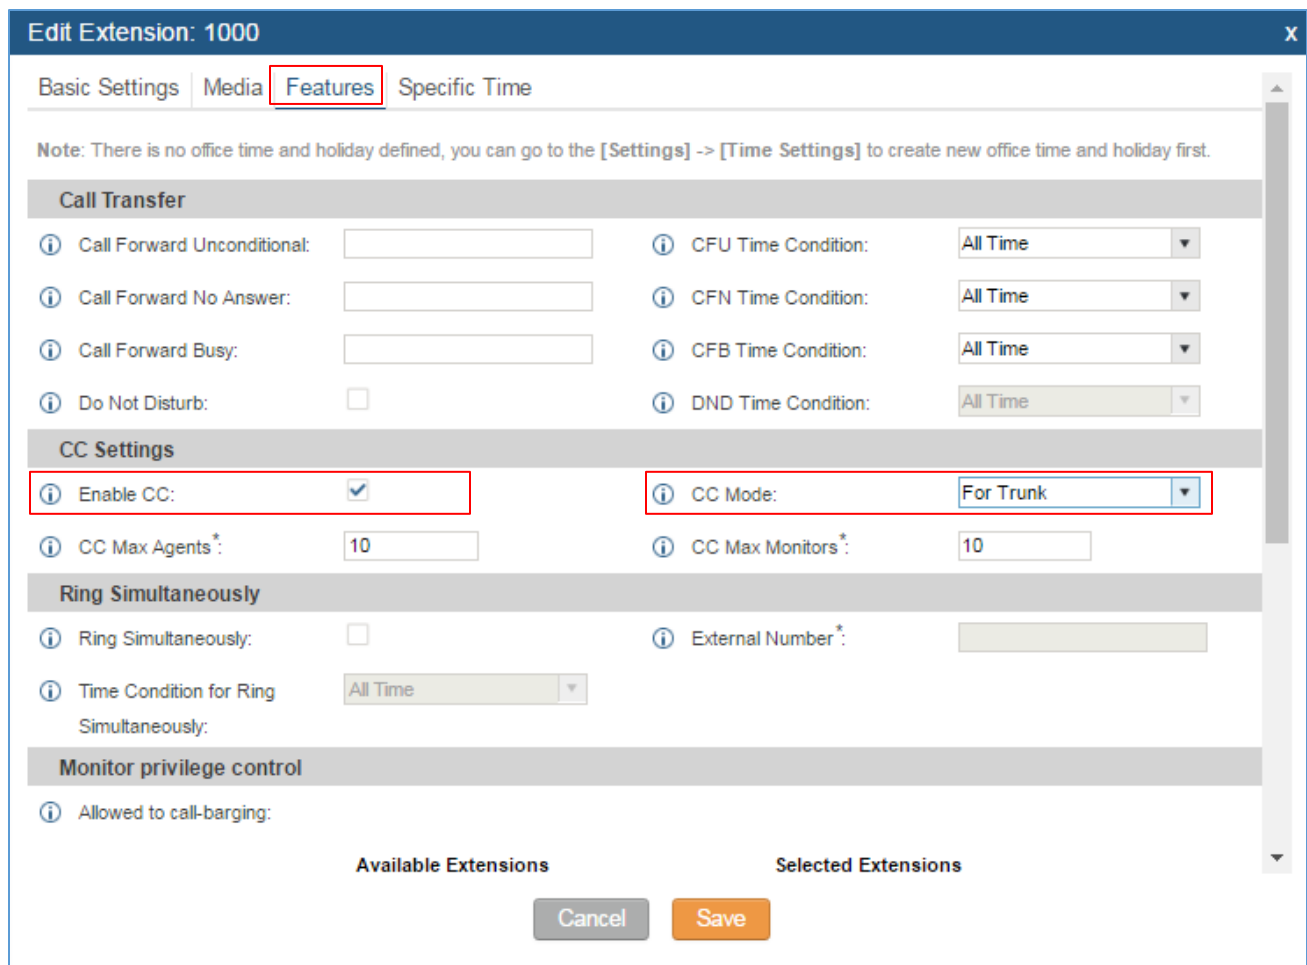 Edit Extension: 1000 x
Basic Settings Media Features Specific Time
Note: There is no office time and holiday defined, you can go to the [Settings] -> [Time Settings] to create new office time and holiday first.
Call Transfer
Call Forward Unconditional: CFU Time Condition: All Time
Call Forward No Answer: CFN Time Condition: All Time
Call Forward Busy: CFB Time Condition: All Time
Do Not Disturb: DND Time Condition: All Time
CC Settings
Enable CC: CC Mode: For Trunk
CC Max Agents*: 10 CC Max Monitors*: 10
Ring Simultaneously
Ring Simultaneously: External Number*:
Time Condition for Ring All Time
Simultaneously:
Monitor privilege control
Allowed to call-barging:
Available Extensions Selected Extensions
Cancel Save